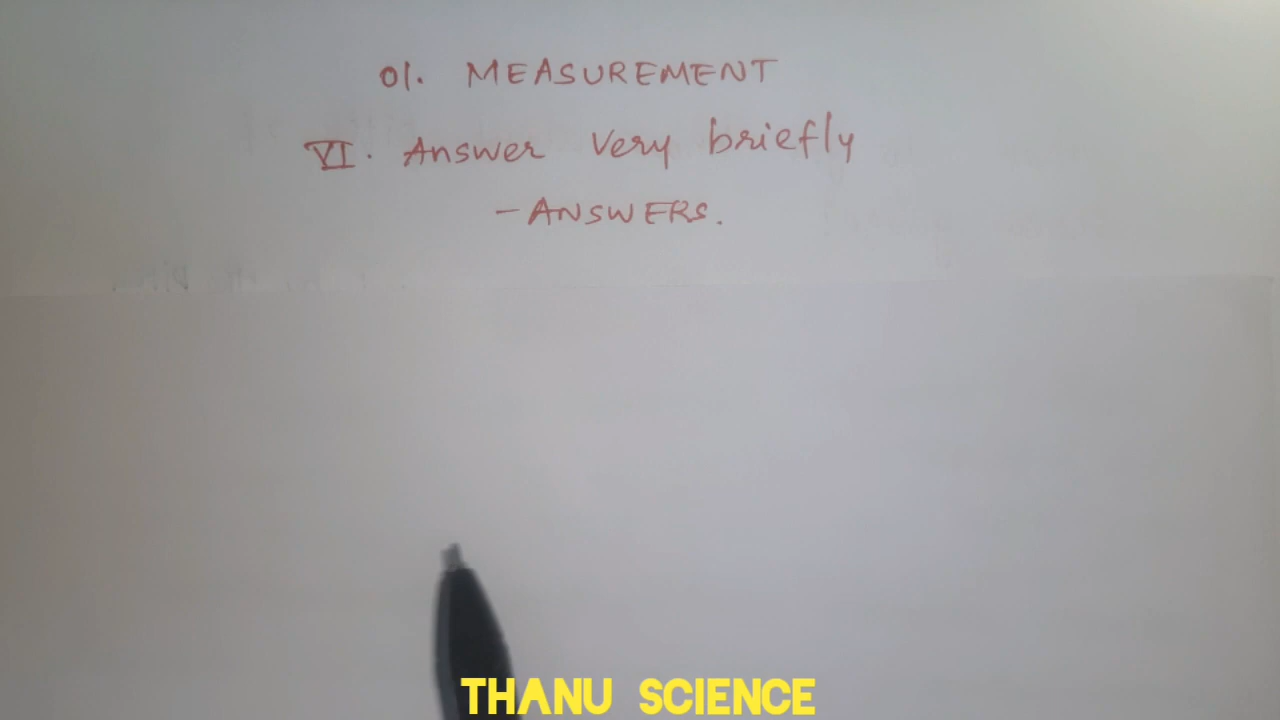 01. MEASUREMENT
VI. Answer Very briefly
- ANSWERS.
THANU SCIENCE